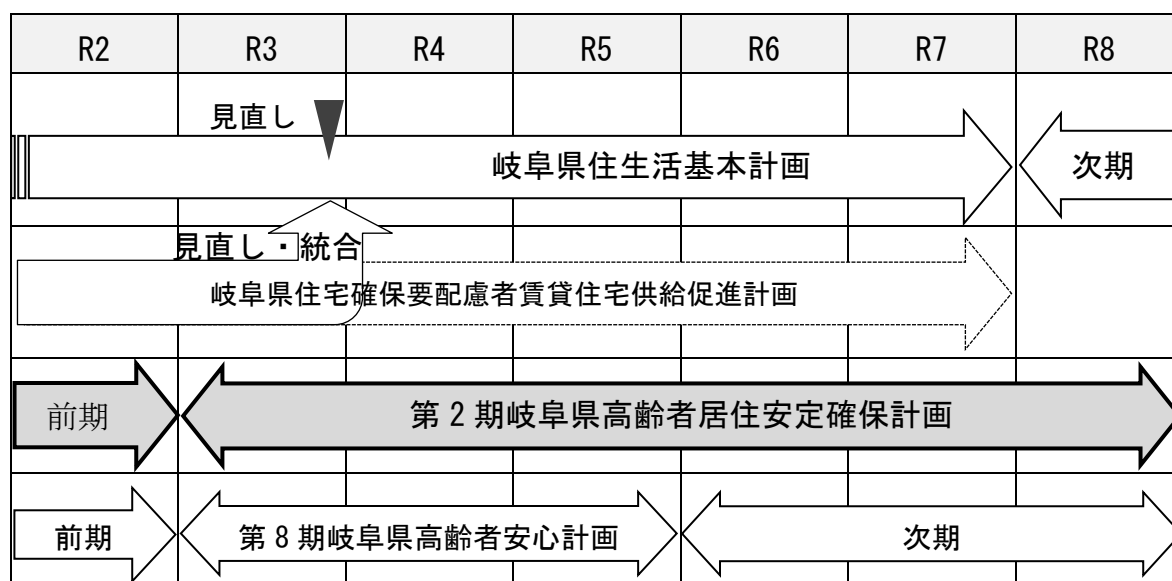 R2 R3 R4 R5 R6 R7 R8
見直し
岐阜県住生活基本計画 次期
見直し・統合
岐阜県住宅確保要配慮者賃貸住宅供給促進計画
前期 第2期岐阜県高齢者居住安定確保計画
前期 第8期岐阜県高齢者安心計画 次期